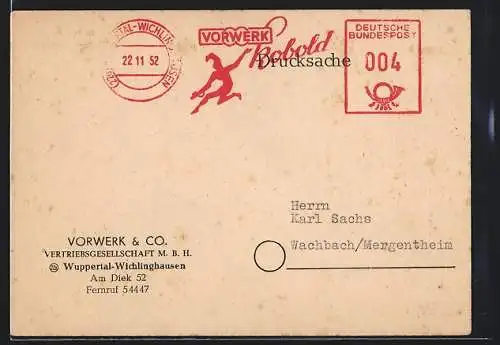 VORWERK
Kobold
DEUTSCHE
BUNDESPOST
22 11 52
004
Drucksache
Herrn
Karl Sachs
Wachbach/Mergentheim
VORWERK & CO.
VERTRIEBSGESELLSCHAFT M. B. H.
Wuppertal-Wichlinghausen
Am Diek 52
Fernruf 54447